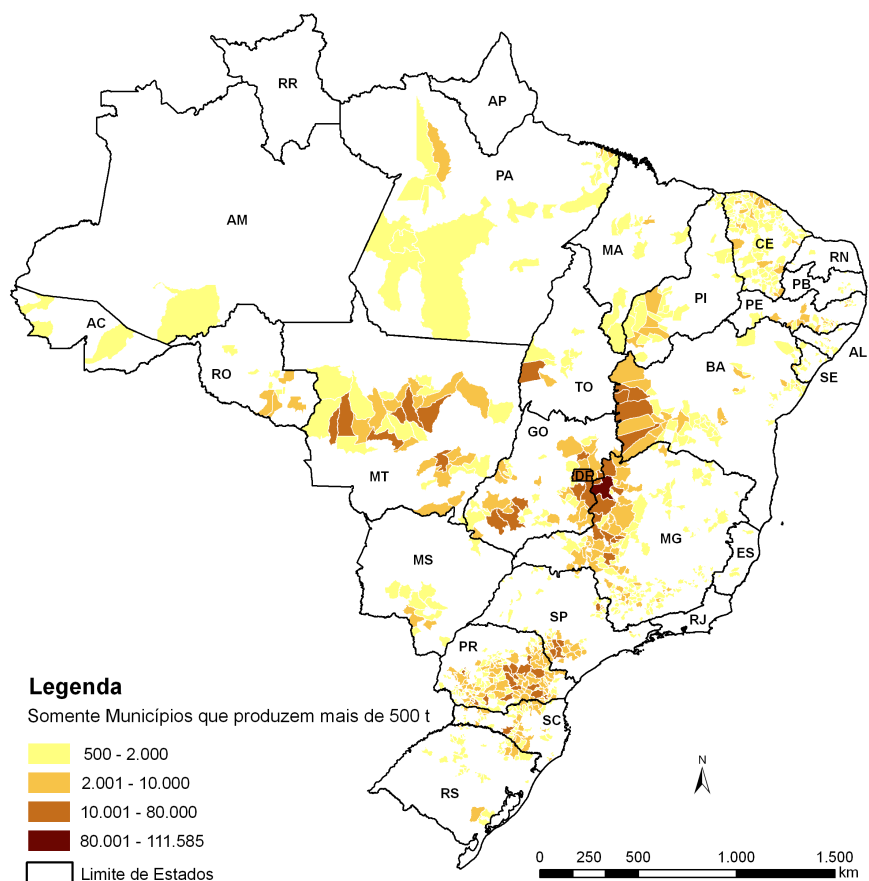 RR
AP
PA
AM
MA
CE
RN
PB
PI
PE
AC
AL
BA
SE
RO
TO
GO
MT
DF
MG
MS
ES
SP
RJ
PR
SC
RS
Legenda
Somente Municípios que produzem mais de 500 t
500 - 2.000
2.001 - 10.000
10.001 - 80.000
80.001 - 111.585
Limite de Estados
N
0 250 500 1.000 1.500
km